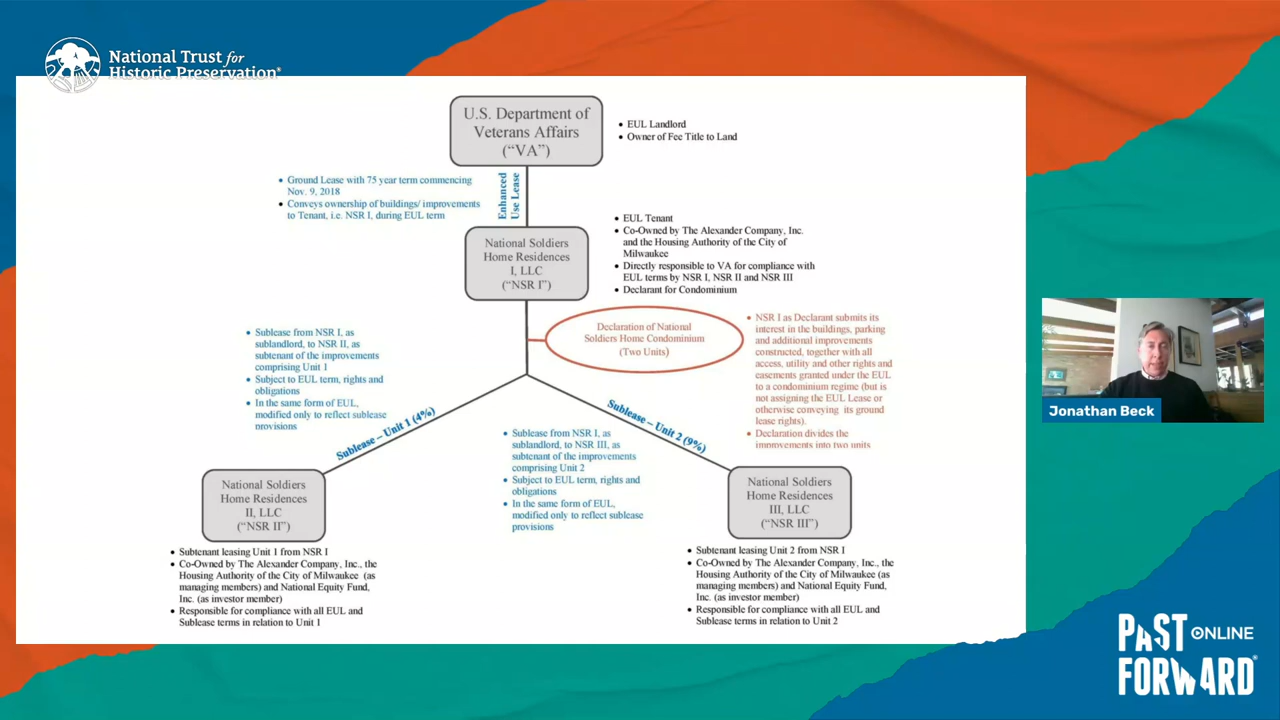 National Trust for
Historic Preservation®
U.S. Department of
Veterans Affairs
("VA")
• EUL Landlord
• Owner of Fee Title to Land
• Ground Lease with 75 year term commencing
Nov. 9, 2018
• Conveys ownership of buildings/ improvements
to Tenant, i.e. NSR I, during EUL term
Enhanced
Use Lease
National Soldiers
Home Residences
I, LLC
("NSR I")
• EUL Tenant
• Co-Owned by The Alexander Company, Inc.
and the Housing Authority of the City of
Milwaukee
• Directly responsible to VA for compliance with
EUL terms by NSR I, NSR II and NSR III
• Declarant for Condominium
Declaration of National
Soldiers Home Condominium
(Two Units)
• NSR I as Declarant submits its
interest in the buildings, parking
and additional improvements
constructed, together with all
access, utility and other rights and
easements granted under the EUL
to a condominium regime (but is
not assigning the EUL Lease or
otherwise conveying its ground
lease rights).
• Declaration divides the
improvements into two units
• Sublease from NSR I, as
sublandlord, to NSR II, as
subtenant of the improvements
comprising Unit 1
• Subject to EUL term, rights and
obligations
• In the same form of EUL,
modified only to reflect sublease
provisions
Sublease – Unit 1 (4%)
Sublease – Unit 2 (9%)
• Sublease from NSR I, as
sublandlord, to NSR III, as
subtenant of the improvements
comprising Unit 2
• Subject to EUL term, rights and
obligations
• In the same form of EUL,
modified only to reflect sublease
provisions
National Soldiers
Home Residences
II, LLC
("NSR II")
National Soldiers
Home Residences
III, LLC
("NSR III")
• Subtenant leasing Unit 1 from NSR I
• Co-Owned by The Alexander Company, Inc., the
Housing Authority of the City of Milwaukee (as
managing members) and National Equity Fund,
Inc. (as investor member)
• Responsible for compliance with all EUL and
Sublease terms in relation to Unit 1
• Subtenant leasing Unit 2 from NSR I
• Co-Owned by The Alexander Company, Inc., the
Housing Authority of the City of Milwaukee (as
managing members) and National Equity Fund,
Inc. (as investor member)
• Responsible for compliance with all EUL and
Sublease terms in relation to Unit 2
Jonathan Beck
PAST ONLINE
FORWARD®